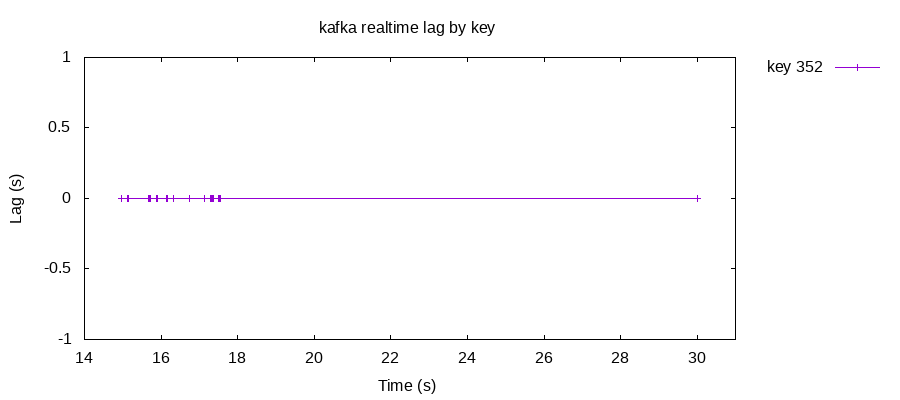 kafka realtime lag by key
key 352
1
0.5
0
-0.5
-1
Lag (s)
14 16 18 20 22 24 26 28 30
Time (s)